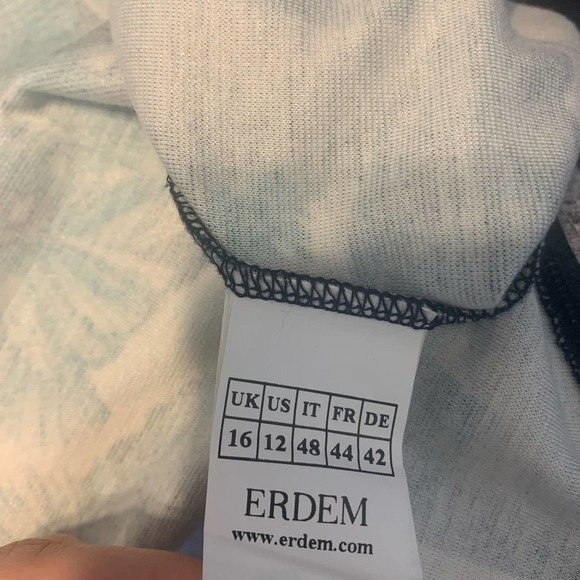 UK US IT FR DE
16 12 48 44 42
ERDEM
www.erdem.com